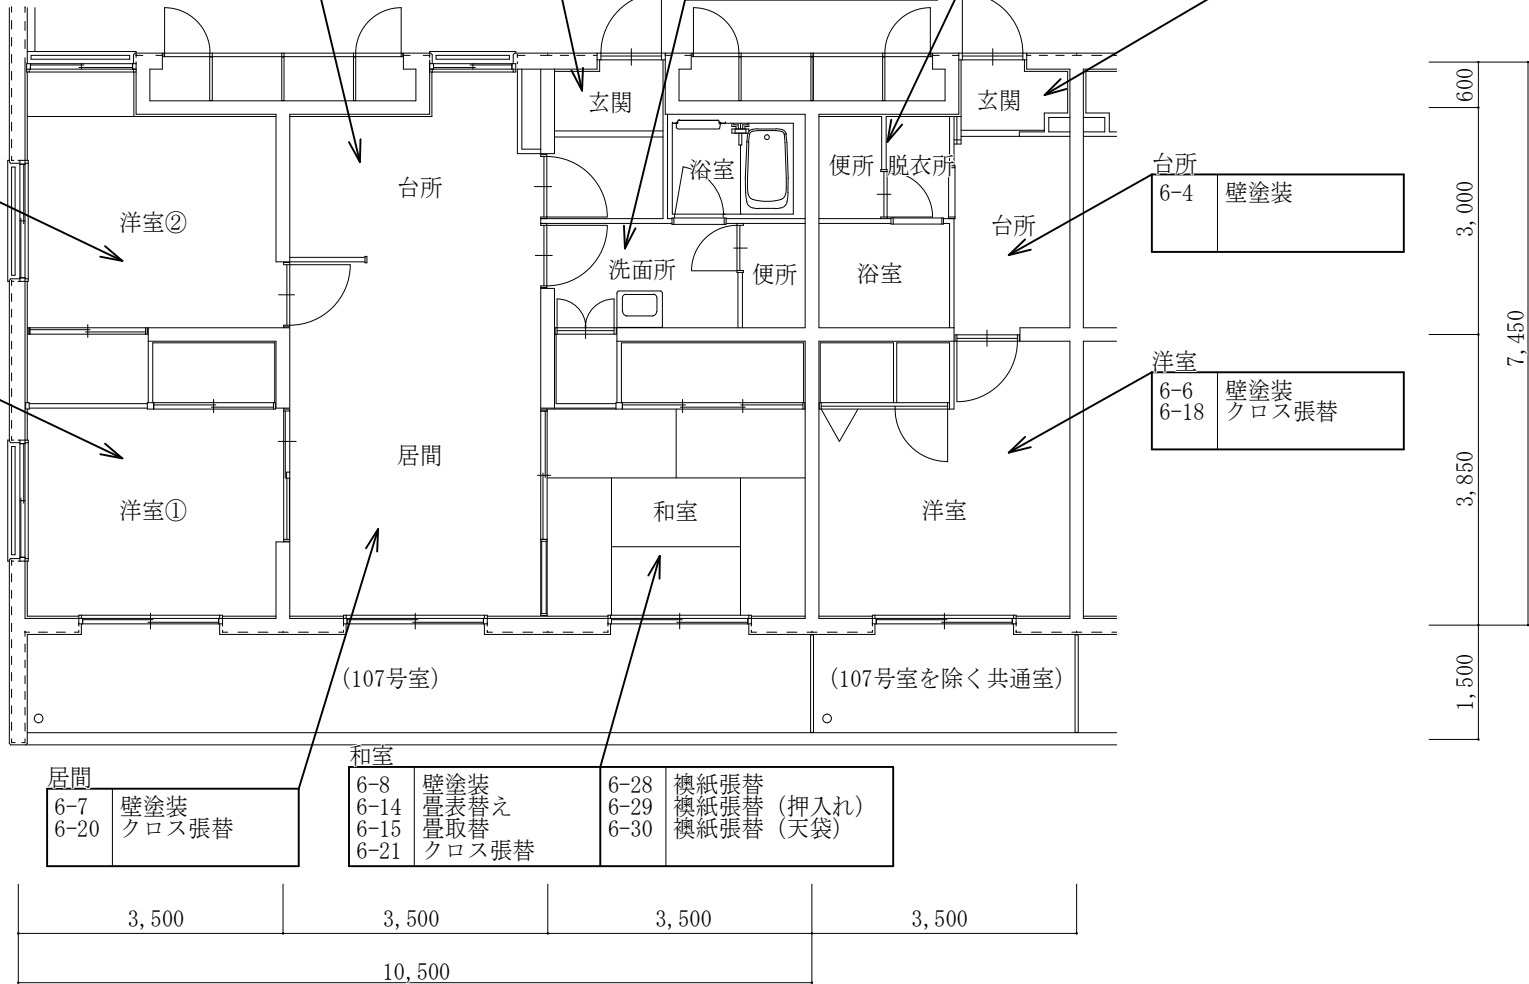 玄関
玄関
台所
浴室
便所
脱衣所
台所
6-4 壁塗装
洋室②
台所
洗面所
便所
浴室
洋室
6-6 壁塗装
6-18 クロス張替
居間
洋室①
和室
洋室
(107号室)
(107号室を除く共通室)
居間
6-7 壁塗装
6-20 クロス張替
和室
6-8 壁塗装
6-14 畳表替え
6-15 畳取替
6-21 クロス張替
6-28 襖紙張替
6-29 襖紙張替（押入れ）
6-30 襖紙張替（天袋）
600
3,000
3,850
7,450
1,500
3,500
3,500
3,500
3,500
10,500